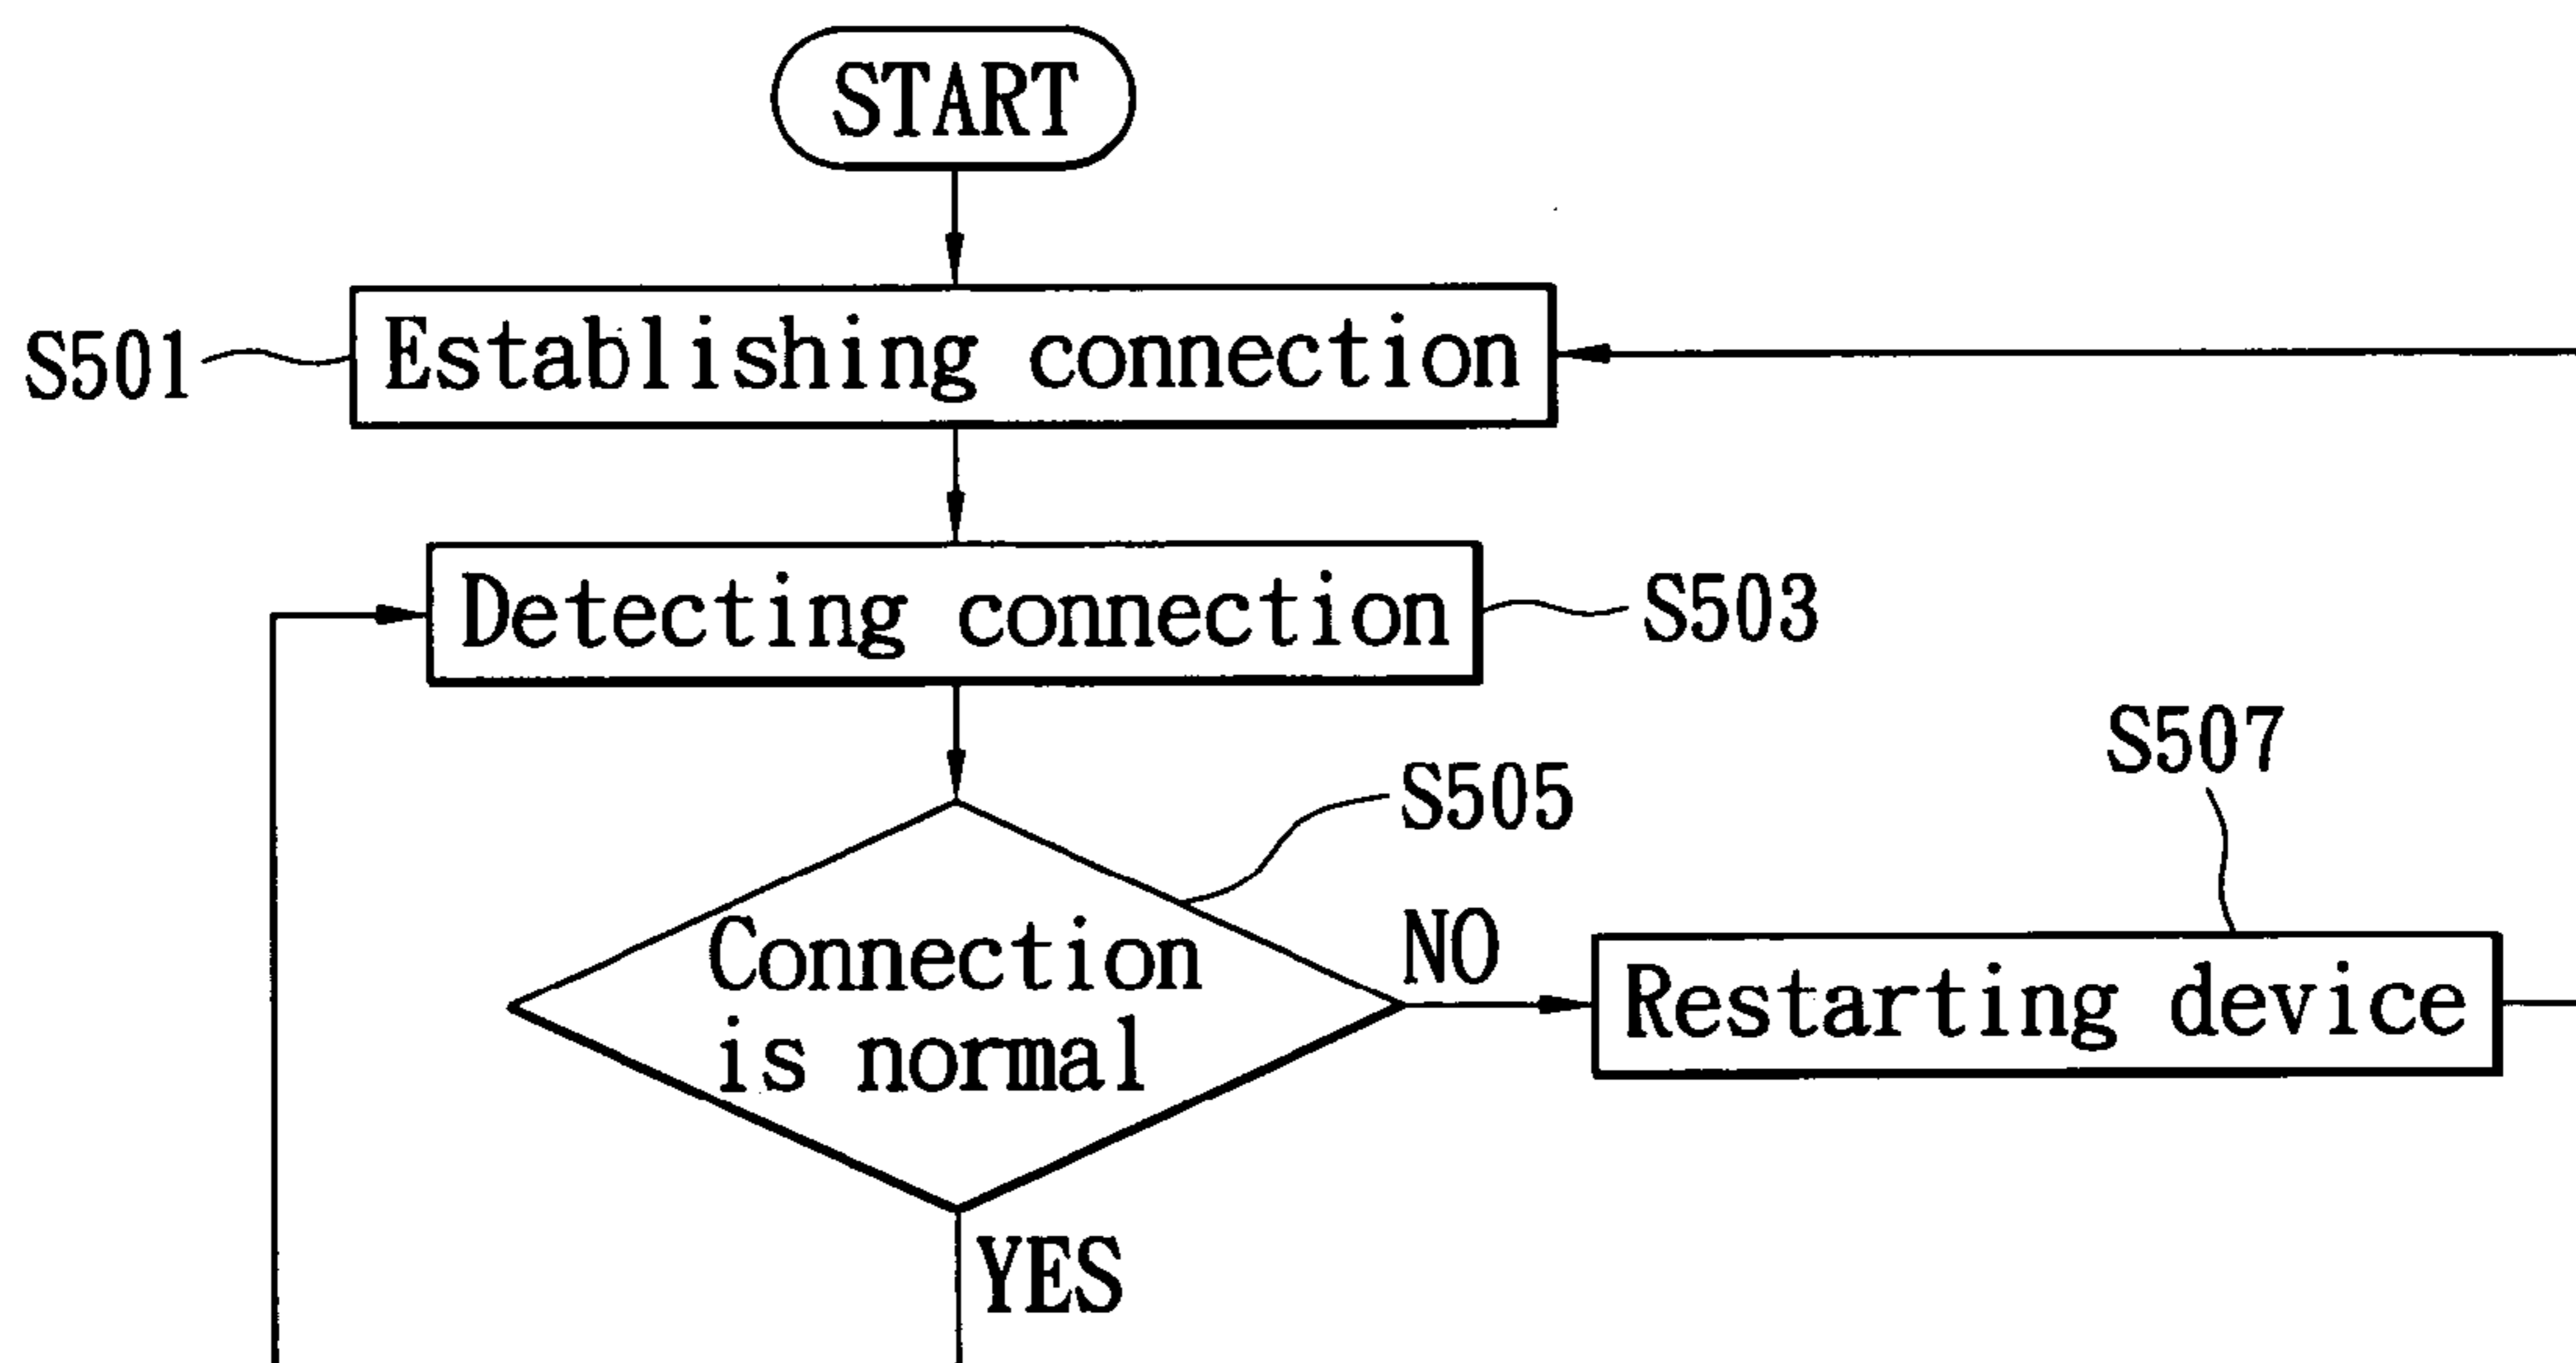 START
S501
Establishing connection
Detecting connection
S503
S507
S505
Connection
is normal
NO
Restarting device
YES